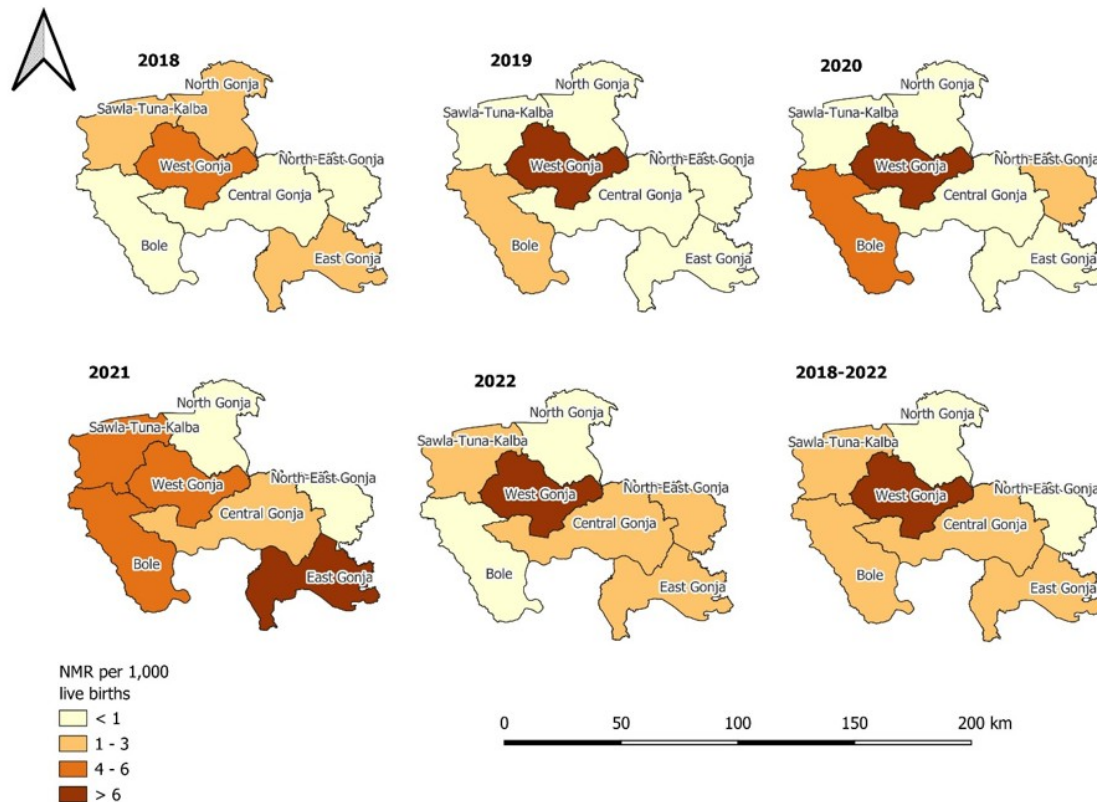 2018
North Gonja
Sawla-Tuna-Kalba
West Gonja
North-East Gonja
Central Gonja
Bole
East Gonja
2019
North Gonja
Sawla-Tuna-Kalba
West Gonja
North-East Gonja
Central Gonja
Bole
East Gonja
2020
North Gonja
Sawla-Tuna-Kalba
West Gonja
North-East Gonja
Central Gonja
Bole
East Gonja
2021
North Gonja
Sawla-Tuna-Kalba
West Gonja
North-East Gonja
Central Gonja
Bole
East Gonja
2022
North Gonja
Sawla-Tuna-Kalba
West Gonja
North-East Gonja
Central Gonja
Bole
East Gonja
2018-2022
North Gonja
Sawla-Tuna-Kalba
West Gonja
North-East Gonja
Central Gonja
Bole
East Gonja
NMR per 1,000
live births
< 1
1 - 3
4 - 6
> 6
0 50 100 150 200 km